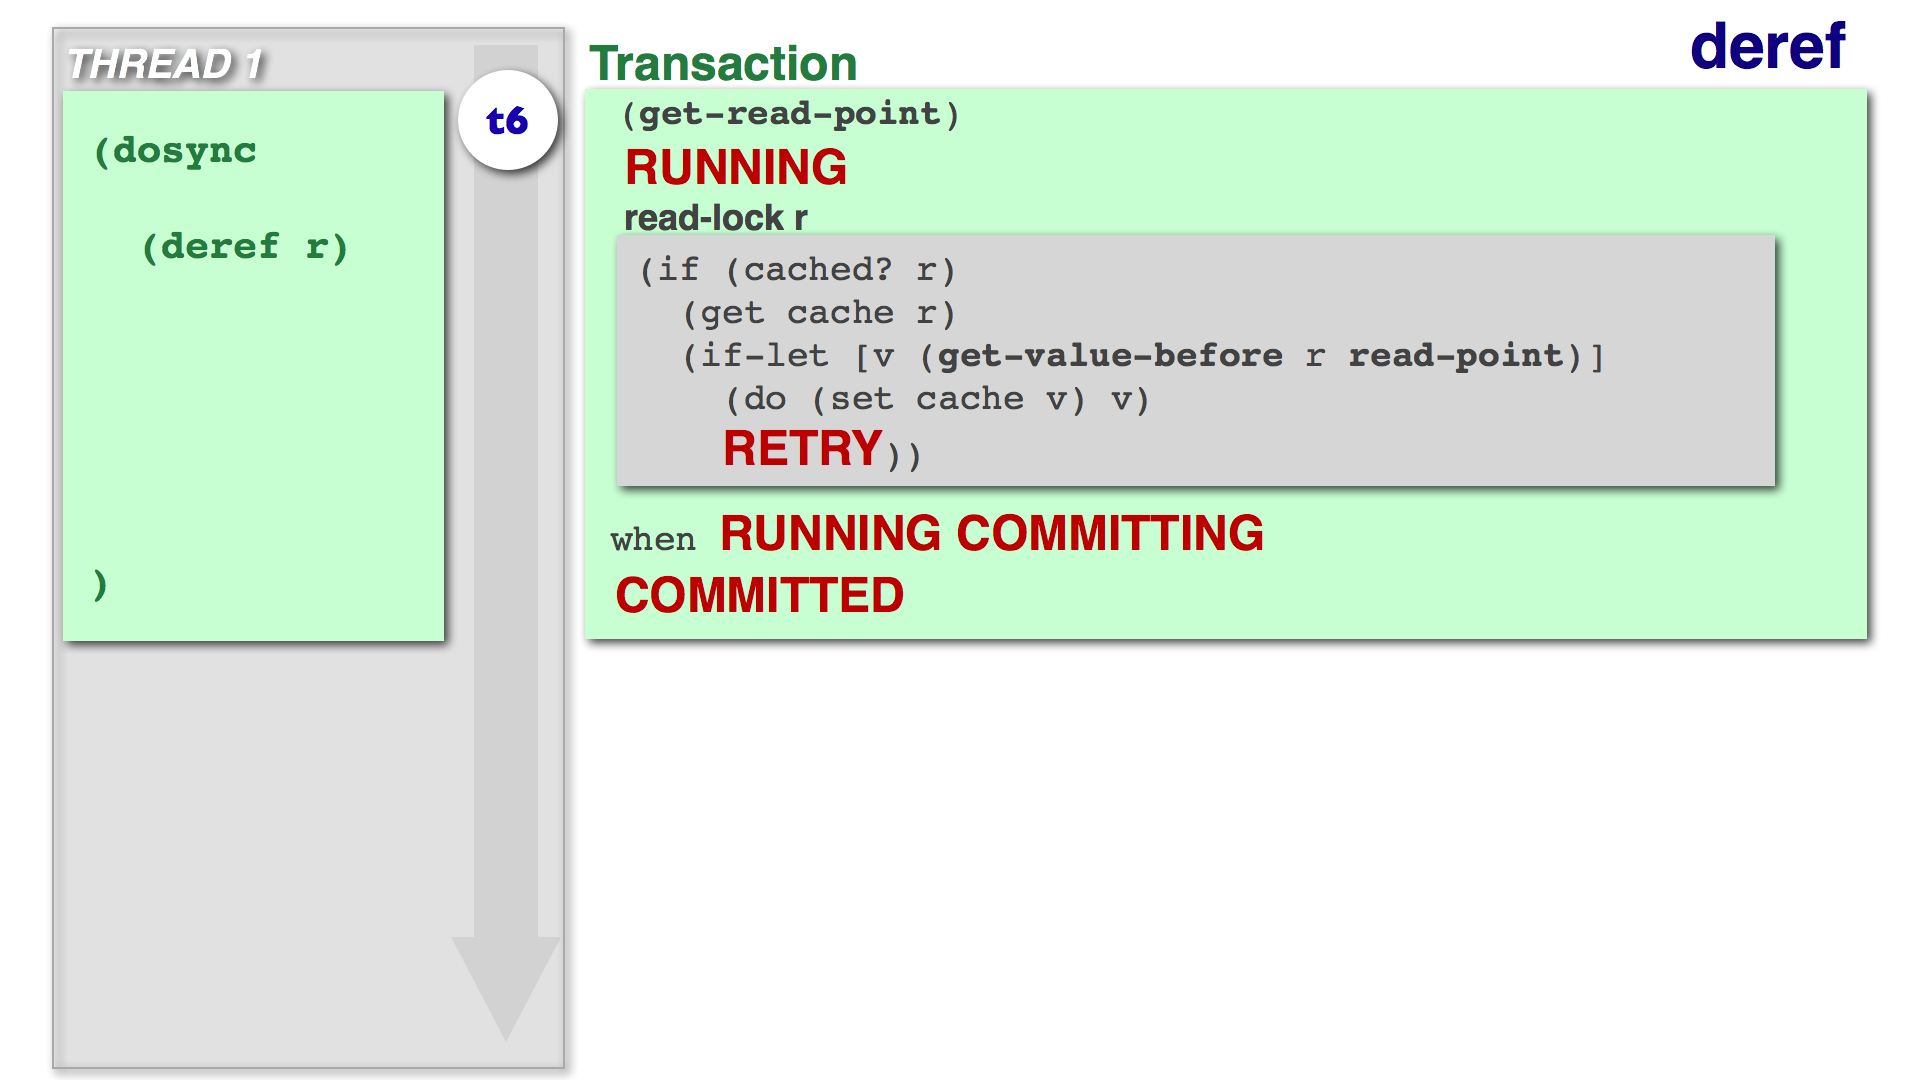 THREAD 1
(dosync
(deref r)
)
t6
deref
Transaction
(get-read-point)
RUNNING
read-lock r
(if (cached? r)
(get cache r)
(if-let [v (get-value-before r read-point)]
(do (set cache v) v)
RETRY))
when RUNNING COMMITTING
COMMITTED